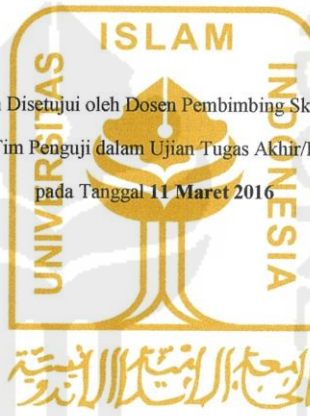 ISLAM
UNIVERSITAS
INDONESIA
Disetujui oleh Dosen Pembimbing Sk
Tim Penguji dalam Ujian Tugas Akhir/
pada Tanggal 11 Maret 2016